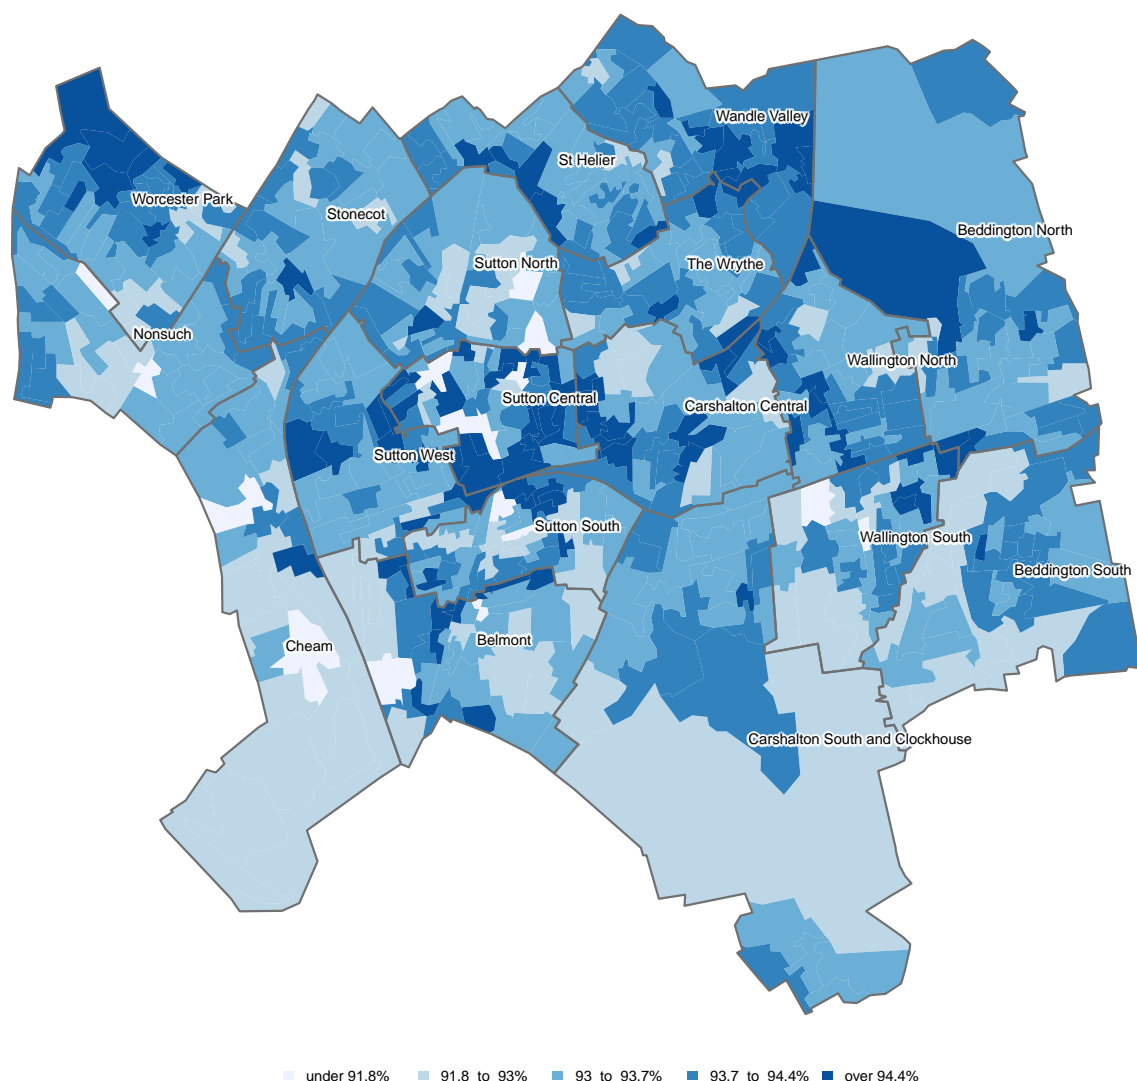 Wandle Valley
St Helier
Worcester Park
Stonecot
Beddington North
Sutton North
The Wrythe
Nonsuch
Wallington North
Sutton Central
Carshalton Central
Sutton West
Sutton South
Wallington South
Beddington South
Belmont
Cheam
Carshalton South and Clockhouse
under 91.8% 91.8 to 93% 93 to 93.7% 93.7 to 94.4% over 94.4%